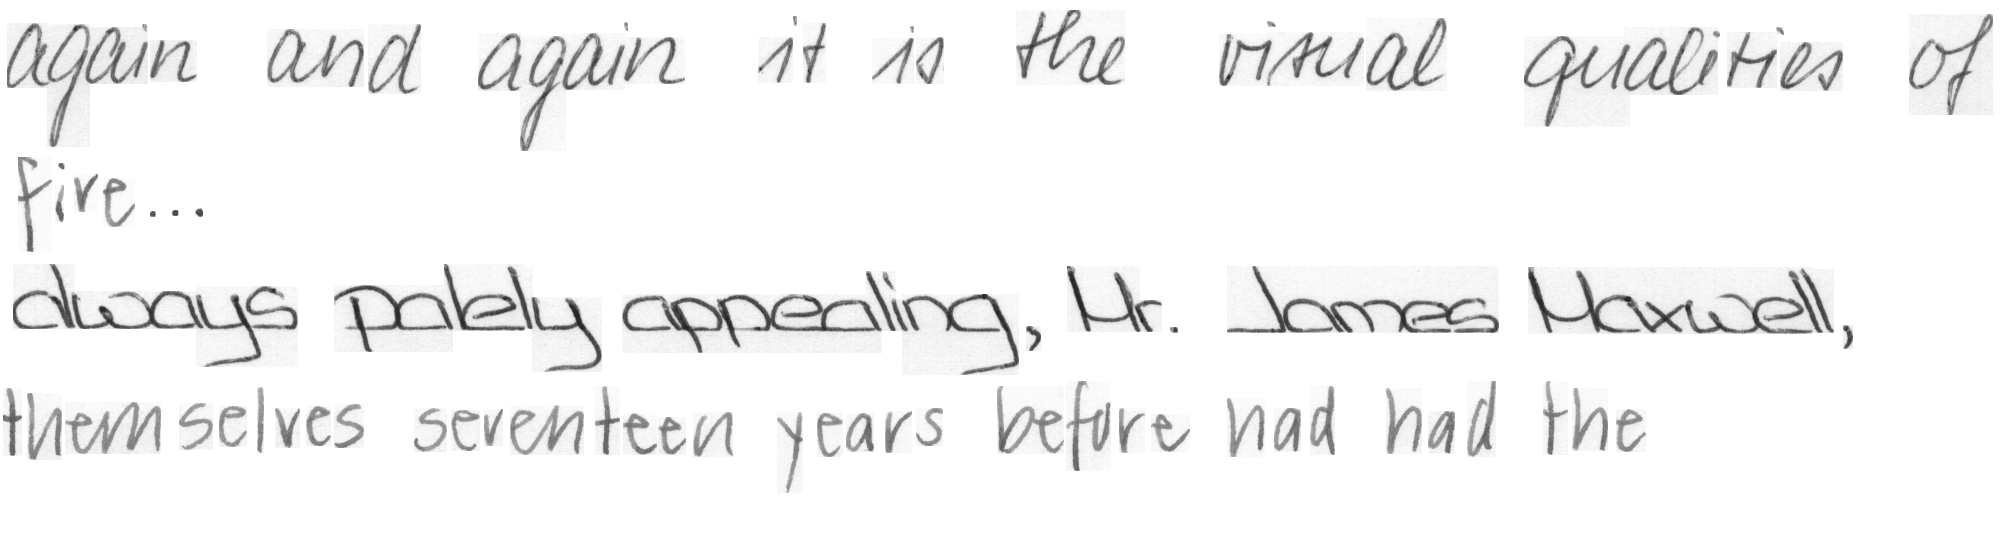 again and again it is the visual qualities of
fire...
always palely appealing, Mr. James Maxwell,
themselves seventeen years before had had the